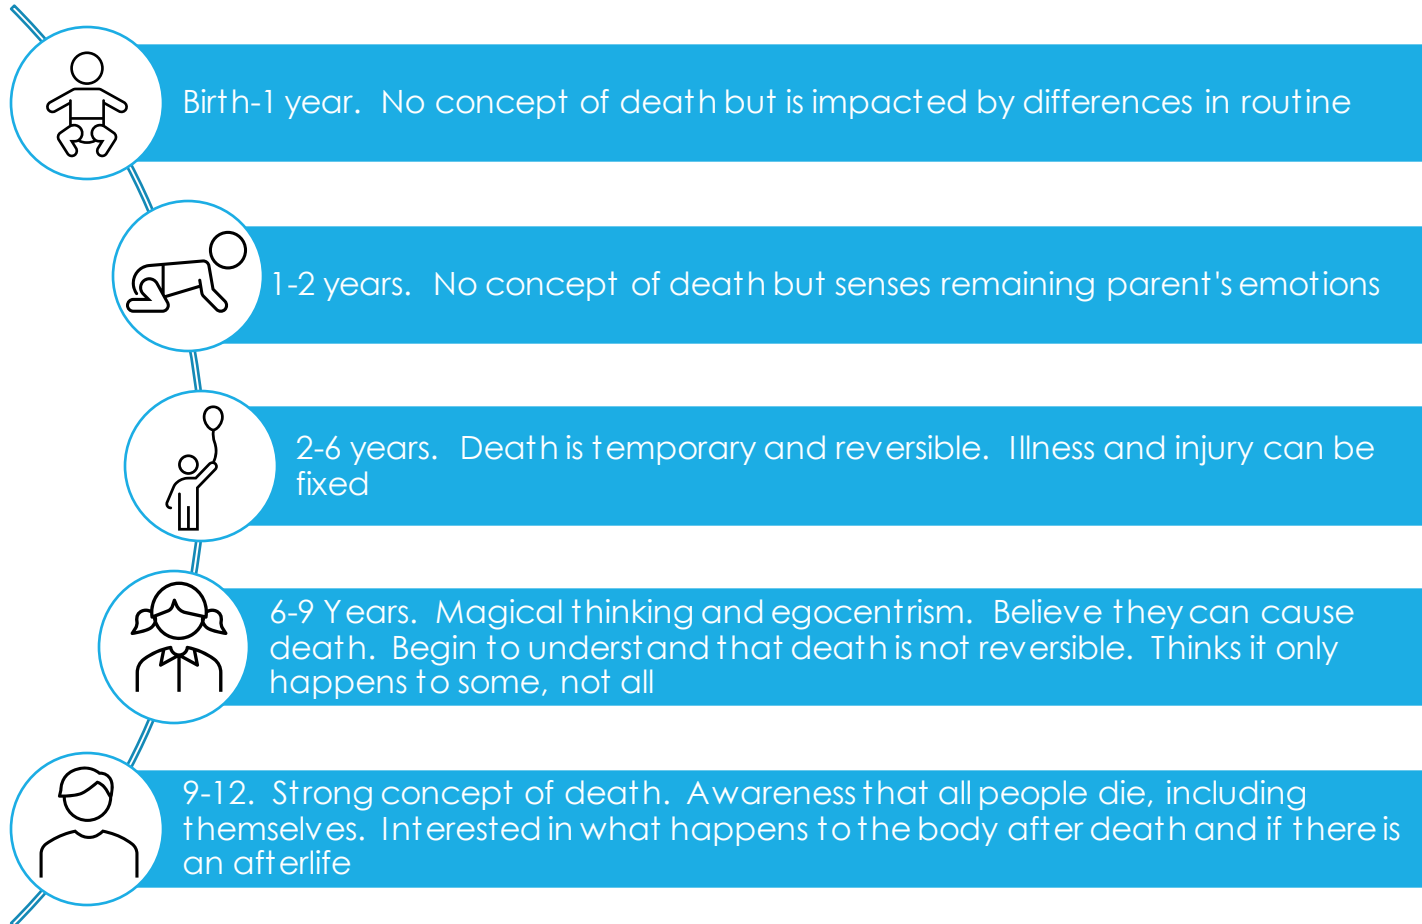 Birth-1 year.  No concept of death but is impacted by differences in routine
1-2 years.  No concept of death but senses remaining parent's emotions
2-6 years.  Death is temporary and reversible.  Illness and injury can be
fixed
6-9 Years.  Magical thinking and egocentrism.  Believe they can cause
death.  Begin to understand that death is not reversible.  Thinks it only
happens to some, not all
9-12.  Strong concept of death.  Awareness that all people die, including
themselves.  Interested in what happens to the body after death and if there is
an afterlife